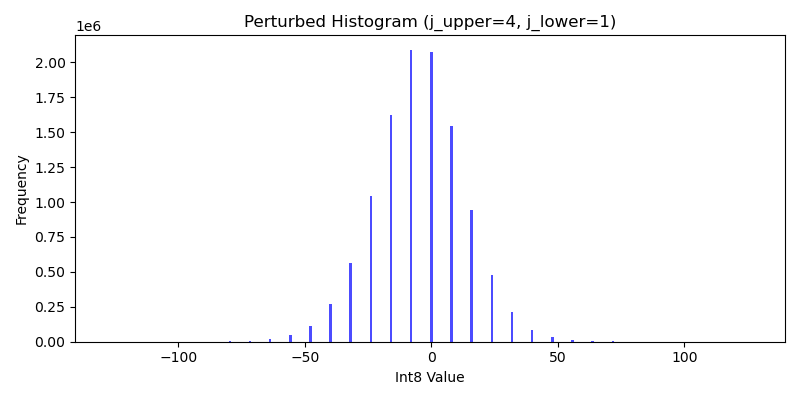 Perturbed Histogram (j_upper=4, j_lower=1)
1e6
2.00
1.75
1.50
1.25
1.00
0.75
0.50
0.25
0.00
Frequency
−100 −50 0 50 100
Int8 Value